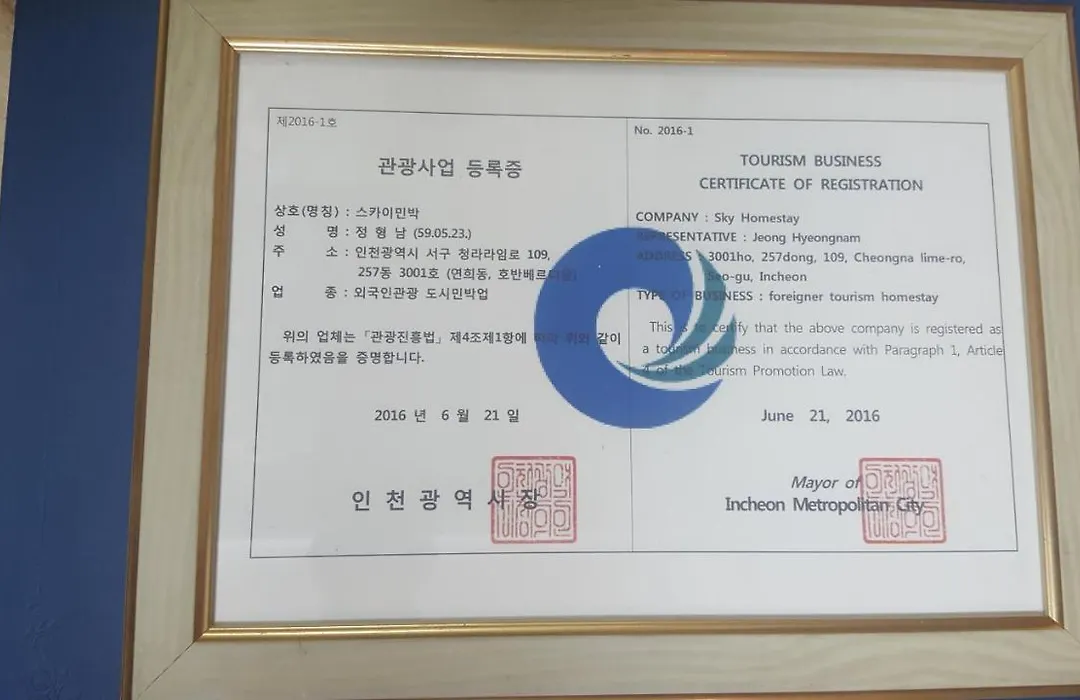 제2016-1호
관광사업 등록증
상호(명칭) : 스카이민박
성 명 : 정 형 남 (59.05.23.)
주 소 : 인천광역시 서구 청라라임로 109,
257동 3001호 (연희동, 호반베르디움)
업 종 : 외국인관광 도시민박업
위의 업체는 「관광진흥법」 제4조제1항에 따라 위와 같이
등록하였음을 증명합니다.
2016 년 6 월 21 일
인 천 광 역 시 장
No. 2016-1
TOURISM BUSINESS
CERTIFICATE OF REGISTRATION
COMPANY : Sky Homestay
REPRESENTATIVE : Jeong Hyeongnam
ADDRESS : 3001ho, 257dong, 109, Cheongna lime-ro,
Seo-gu, Incheon
TYPE OF BUSINESS : foreigner tourism homestay
This is to certify that the above company is registered as
a tourism business in accordance with Paragraph 1, Article
4 of the Tourism Promotion Law.
June 21, 2016
Mayor of
Incheon Metropolitan City